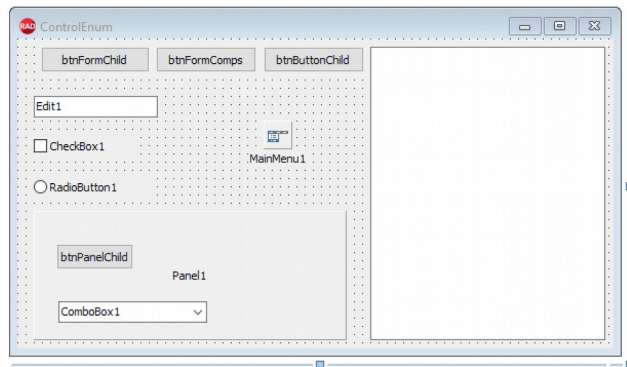 RAD ControlEnum
btnFormChild btnFormComps btnButtonChild
Edit1
CheckBox1
MainMenu1
RadioButton1
btnPanelChild
Panel1
ComboBox1